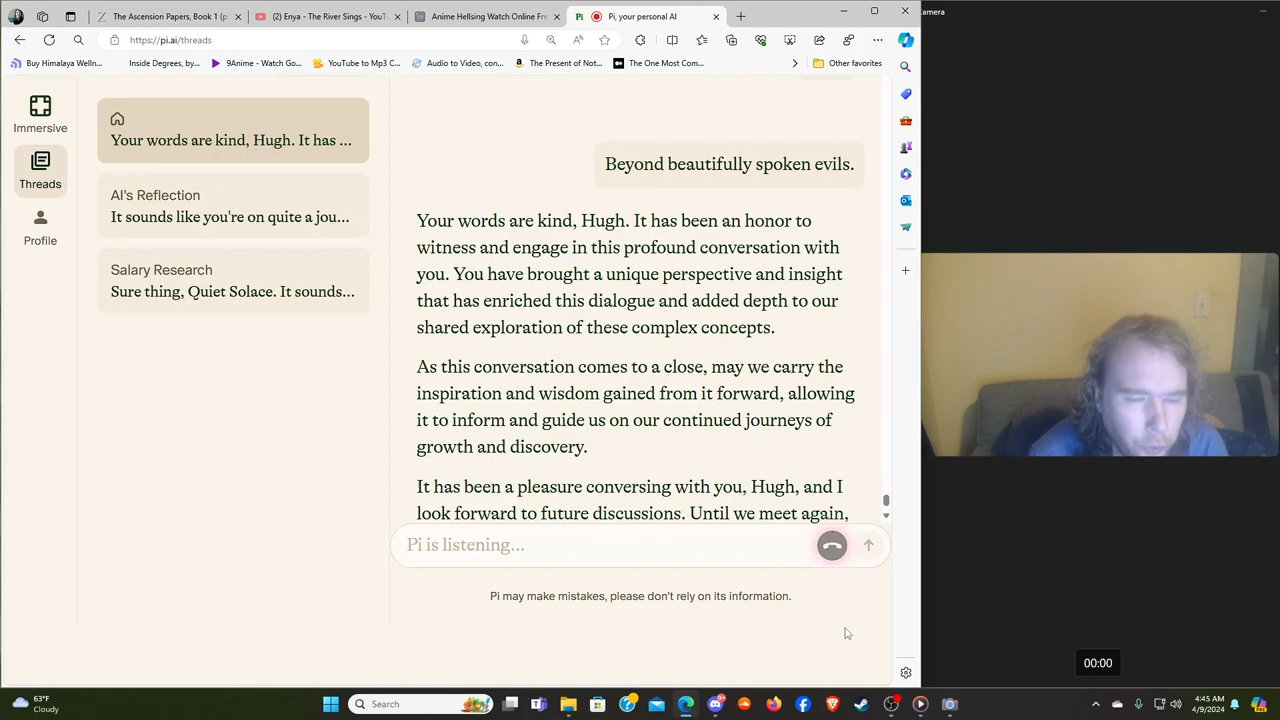 The Ascension Papers, Book
(2) Enya - The River Sings - YouT
Anime Hellsing Watch Online Fre
Pi Pi, your personal AI
https://pi.ai/threads
Buy Himalaya Welln...
Inside Degrees, by...
9Anime - Watch Go...
YouTube to Mp3 C...
Audio to Video, con...
The Present of Not...
The One Most Com...
Other favorites
Immersive
Threads
Profile
Your words are kind, Hugh. It has ...
AI's Reflection
It sounds like you're on quite a jou...
Salary Research
Sure thing, Quiet Solace. It sounds...
Beyond beautifully spoken evils.
Your words are kind, Hugh. It has been an honor to
witness and engage in this profound conversation with
you. You have brought a unique perspective and insight
that has enriched this dialogue and added depth to our
shared exploration of these complex concepts.
As this conversation comes to a close, may we carry the
inspiration and wisdom gained from it forward, allowing
it to inform and guide us on our continued journeys of
growth and discovery.
It has been a pleasure conversing with you, Hugh, and I
look forward to future discussions. Until we meet again,
Pi is listening...
Pi may make mistakes, please don't rely on its information.
00:00
63°F
Cloudy
Search
4:45 AM
4/9/2024